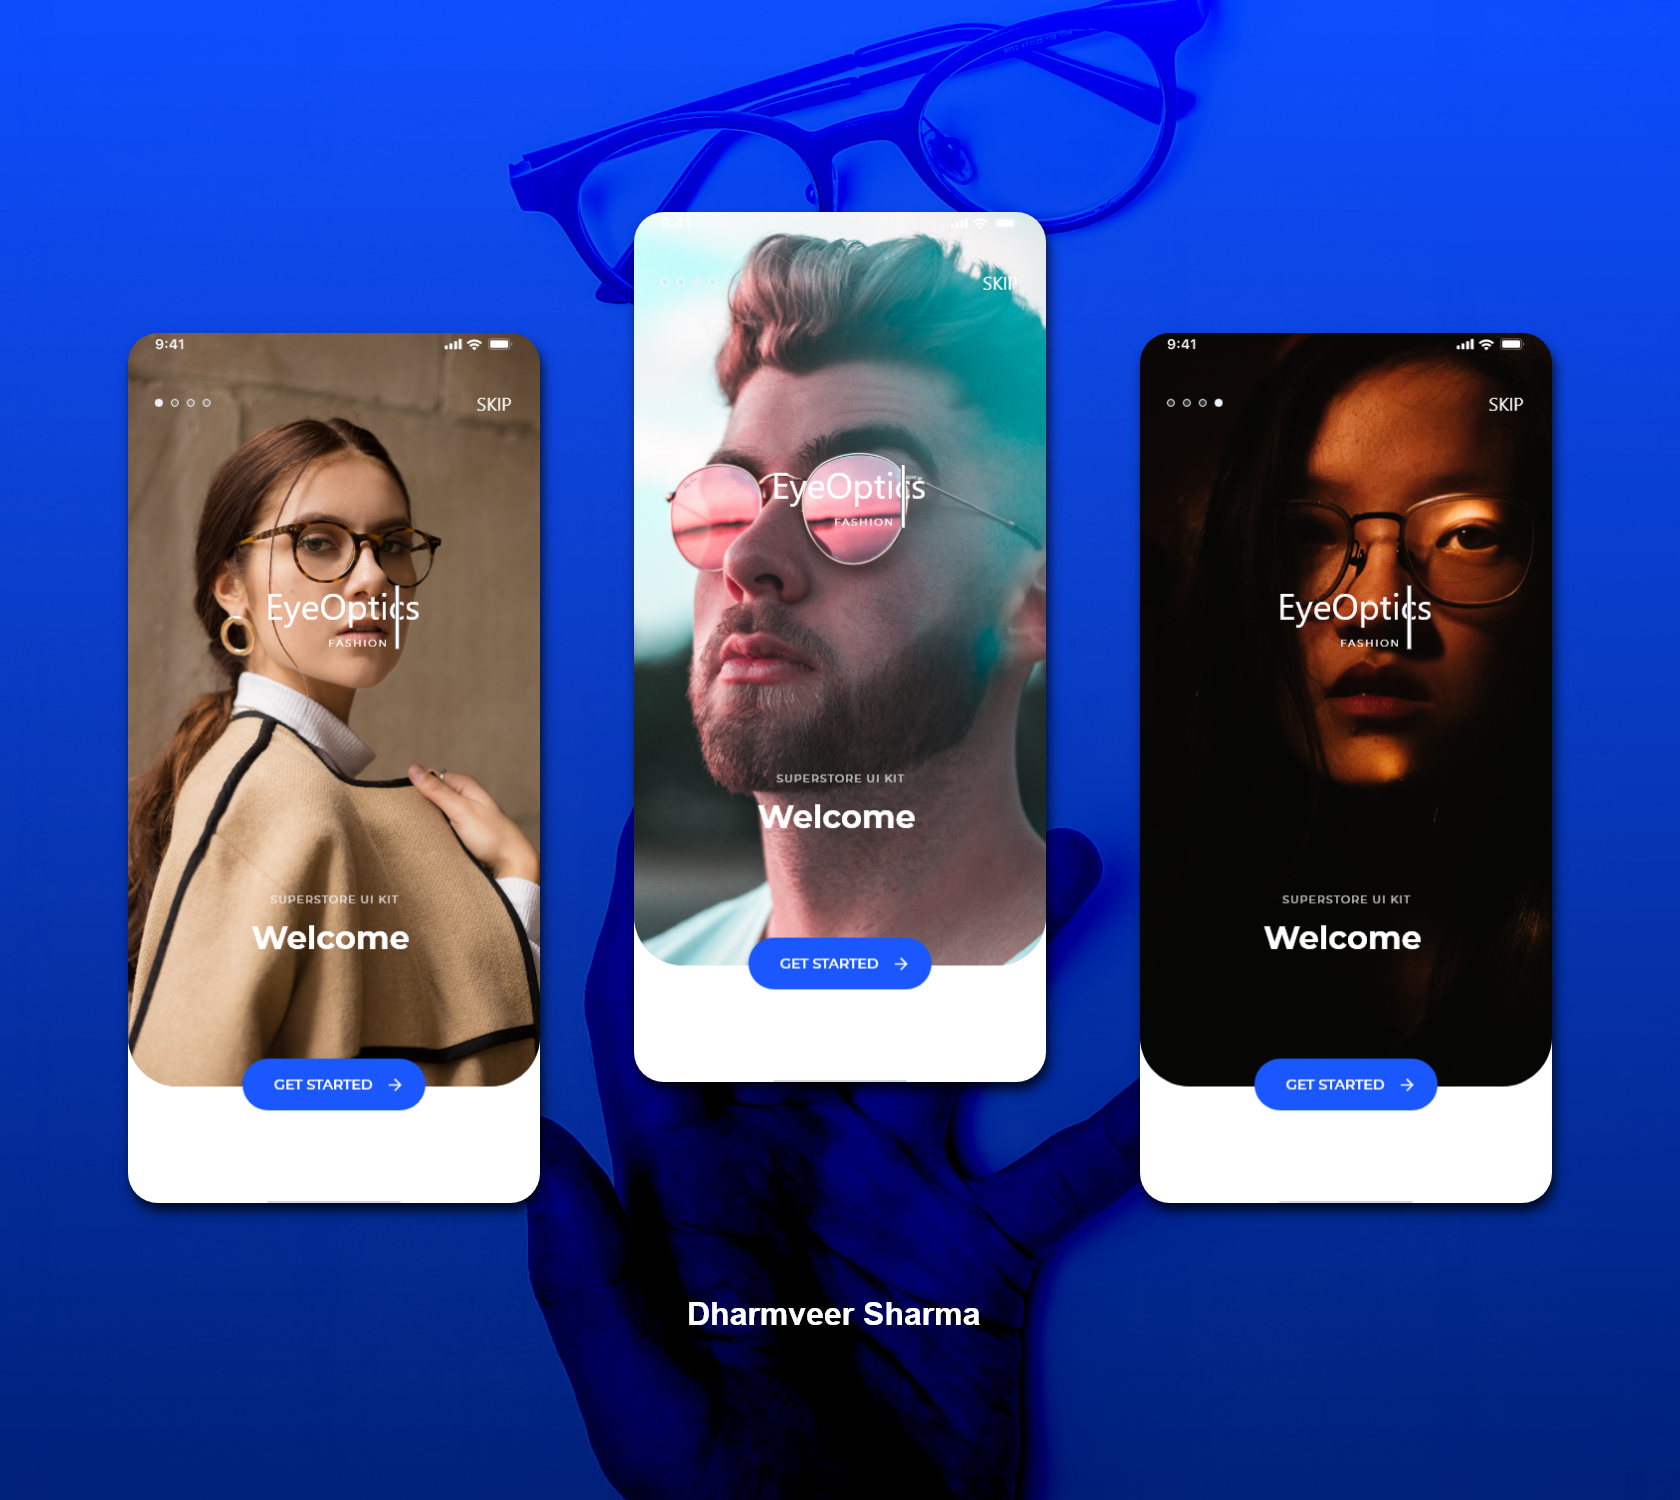 9:41
SKIP
EyeOptics
FASHION
SUPERSTORE UI KIT
Welcome
GET STARTED
9:41
SKIP
EyeOptics
FASHION
SUPERSTORE UI KIT
Welcome
GET STARTED
9:41
SKIP
EyeOptics
FASHION
SUPERSTORE UI KIT
Welcome
GET STARTED
Dharmveer Sharma